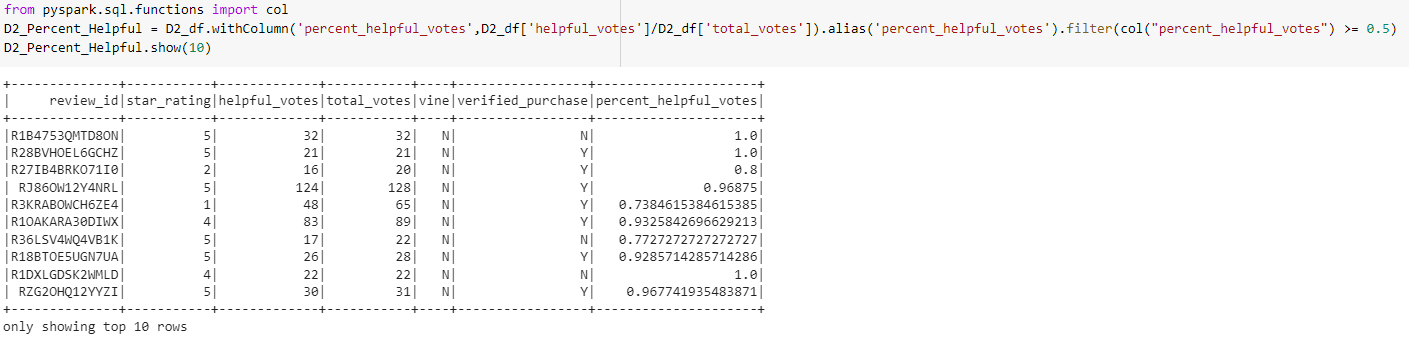 from pyspark.sql.functions import col
D2_Percent_Helpful = D2_df.withColumn('percent_helpful_votes',D2_df['helpful_votes']/D2_df['total_votes']).alias('percent_helpful_votes').filter(col("percent_helpful_votes") >= 0.5)
D2_Percent_Helpful.show(10)
+--------------+-----------+-------------+-----------+----+-----------------+---------------------+
|     review_id|star_rating|helpful_votes|total_votes|vine|verified_purchase|percent_helpful_votes|
+--------------+-----------+-------------+-----------+----+-----------------+---------------------+
|R1B4753QMTD8ON|          5|           32|         32|   N|                N|                  1.0|
|R28BVHOEL6GCHZ|          5|           21|         21|   N|                Y|                  1.0|
|R27IB4BRKO71I0|          2|           16|         20|   N|                Y|                  0.8|
| RJ86OW12Y4NRL|          5|          124|        128|   N|                Y|              0.96875|
|R3KRABOWCH6ZE4|          1|           48|         65|   N|                Y|   0.7384615384615385|
|R1OAKARA30DIWX|          4|           83|         89|   N|                Y|   0.9325842696629213|
|R36LSV4WQ4VB1K|          5|           17|         22|   N|                N|   0.7727272727272727|
|R18BTOE5UGN7UA|          5|           26|         28|   N|                Y|   0.9285714285714286|
|R1DXLGDSK2WMLD|          4|           22|         22|   N|                N|                  1.0|
| RZG2OHQ12YYZI|          5|           30|         31|   N|                Y|    0.967741935483871|
+--------------+-----------+-------------+-----------+----+-----------------+---------------------+
only showing top 10 rows